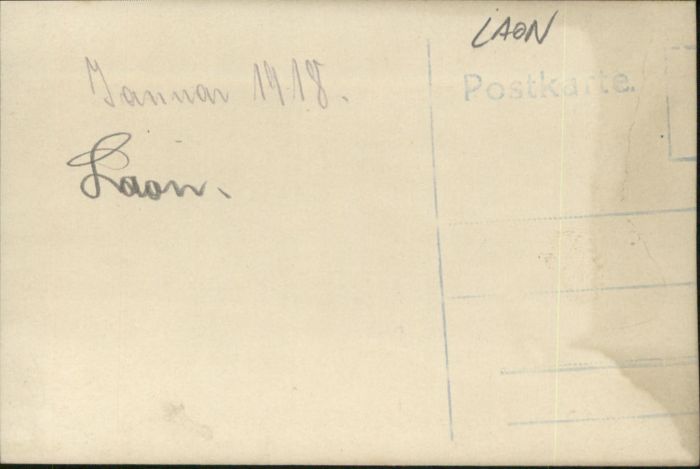 LAON
Postkarte.
Januar 1918.
Laon.